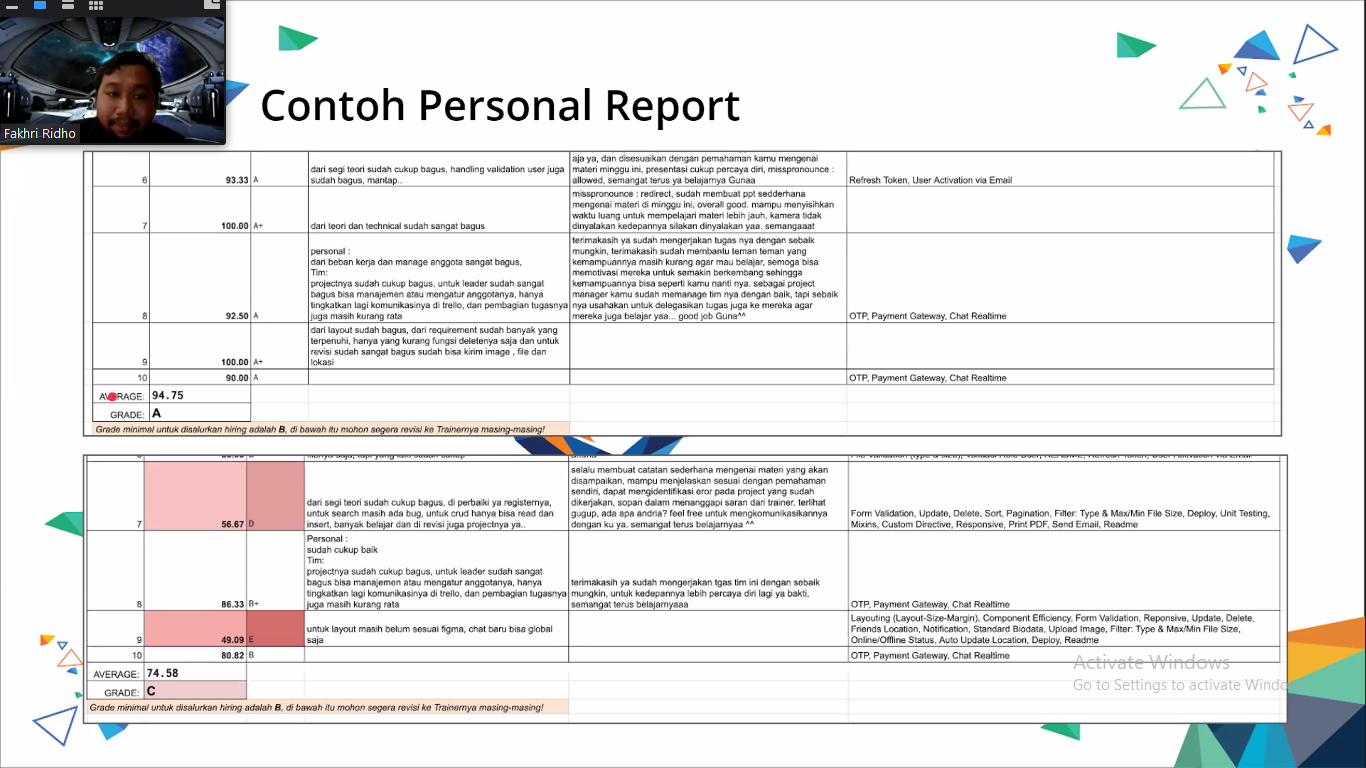 Fakhri Ridho
Contoh Personal Report
aja ya, dan disesuaikan dengan pemahaman kamu mengenai
dari segi teori sudah cukup bagus, handling validation user juga
materi minggu ini, presentasi cukup percaya diri, misspronounce :
6 93.33 A sudah bagus, mantap.. allowed, semangat terus ya belajarnya Gunaa Refresh Token, User Activation via Email
misspronounce : redirect, sudah membuat ppt sedderhana
mengenai materi di minggu ini, overall good. mampu menyisihkan
waktu luang untuk mempelajari materi lebih jauh, kamera tidak
7 100.00 A+ dari teori dan technical sudah sangat bagus dinyalakan kedepannya silakan dinyalakan yaa. semangaaat
terimakasih ya sudah mengerjakan tugas nya dengan sebaik
personal : mungkin, terimakasih sudah membantu teman teman yang
dari beban kerja dan manage anggota sangat bagus, kemampuannya masih kurang agar mau belajar, semoga bisa
Tim: memotivasi mereka untuk semakin berkembang sehingga
projectnya sudah cukup bagus, untuk leader sudah sangat kemampuannya bisa seperti kamu nanti nya. sebagai project
bagus bisa manajemen atau mengatur anggotanya, hanya manager kamu sudah memanage tim nya dengan baik, tapi sebaik
tingkatkan lagi komunikasinya di trello, dan pembagian tugasnya nya usahakan untuk delegasikan tugas juga ke mereka agar
8 92.50 A juga masih kurang rata mereka juga belajar yaa... good job Guna^^ OTP, Payment Gateway, Chat Realtime
dari layout sudah bagus, dari requirement sudah banyak yang
terpenuhi, hanya yang kurang fungsi deletenya saja dan untuk
revisi sudah sangat bagus sudah bisa kirim image , file dan
9 100.00 A+ lokasi
10 90.00 A OTP, Payment Gateway, Chat Realtime
AVERAGE: 94.75
GRADE: A
Grade minimal untuk disalurkan hiring adalah B, di bawah itu mohon segera revisi ke Trainernya masing-masing!
selalu membuat catatan sederhana mengenai materi yang akan
disampaikan, mampu menjelaskan sesuai dengan pemahaman
sendiri, dapat mengidentifikasi eror pada project yang sudah
dari segi teori sudah cukup bagus, di perbaiki ya registernya, dikerjakan, sopan dalam menanggapi saran dari trainer, terlihat
untuk search masih ada bug, untuk crud hanya bisa read dan gugup, ada apa andria? feel free untuk mengkomunikasikannya Form Validation, Update, Delete, Sort, Pagination, Filter: Type & Max/Min File Size, Deploy, Unit Testing,
7 56.67 D insert, banyak belajar dan di revisi juga projectnya ya.. dengan ku ya. semangat terus belajarnyaa ^^ Mixins, Custom Directive, Responsive, Print PDF, Send Email, Readme
Personal :
sudah cukup baik
Tim:
projectnya sudah cukup bagus, untuk leader sudah sangat
bagus bisa manajemen atau mengatur anggotanya, hanya terimakasih ya sudah mengerjakan tgas tim ini dengan sebaik
tingkatkan lagi komunikasinya di trello, dan pembagian tugasnya mungkin, untuk kedepannya lebih percaya diri lagi ya bakti,
8 86.33 B+ juga masih kurang rata semangat terus belajarnyaaa OTP, Payment Gateway, Chat Realtime
Layouting (Layout-Size-Margin), Component Efficiency, Form Validation, Reponsive, Update, Delete,
untuk layout masih belum sesuai figma, chat baru bisa global Friends Location, Notification, Standard Biodata, Upload Image, Filter: Type & Max/Min File Size,
9 49.09 E saja Online/Offline Status, Auto Update Location, Deploy, Readme
10 80.82 B OTP, Payment Gateway, Chat Realtime
AVERAGE: 74.58
GRADE: C
Grade minimal untuk disalurkan hiring adalah B, di bawah itu mohon segera revisi ke Trainernya masing-masing!
Activate Windows
Go to Settings to activate Windo